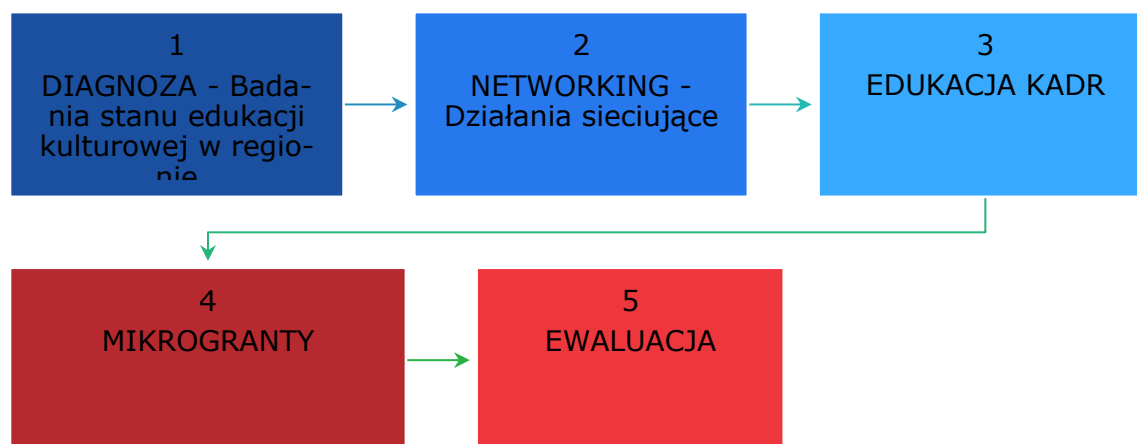 1
DIAGNOZA - Bada-
nia stanu edukacji
kulturowej w regio-
nie
2
NETWORKING -
Działania sieciujące
3
EDUKACJA KADR
4
MIKROGRANTY
5
EWALUACJA